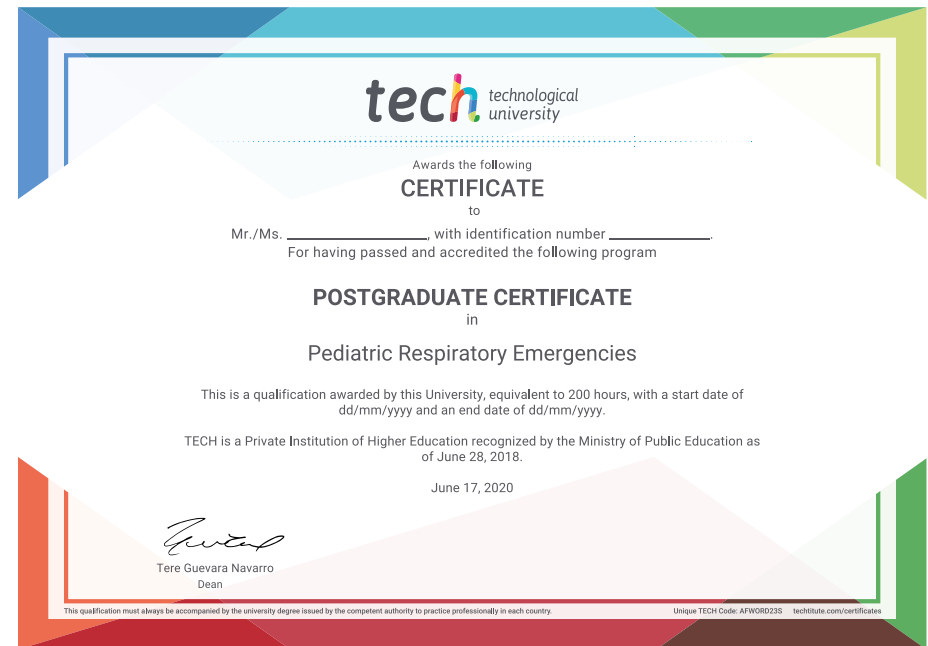 tech technological
university
Awards the following
CERTIFICATE
to
Mr./Ms. ____________________, with identification number ______________.
For having passed and accredited the following program
POSTGRADUATE CERTIFICATE
in
Pediatric Respiratory Emergencies
This is a qualification awarded by this University, equivalent to 200 hours, with a start date of
dd/mm/yyyy and an end date of dd/mm/yyyy.
TECH is a Private Institution of Higher Education recognized by the Ministry of Public Education as
of June 28, 2018.
June 17, 2020
Tere Guevara Navarro
Dean
This qualification must always be accompanied by the university degree issued by the competent authority to practice professionally in each country.
Unique TECH Code: AFWORD23S techtitute.com/certificates